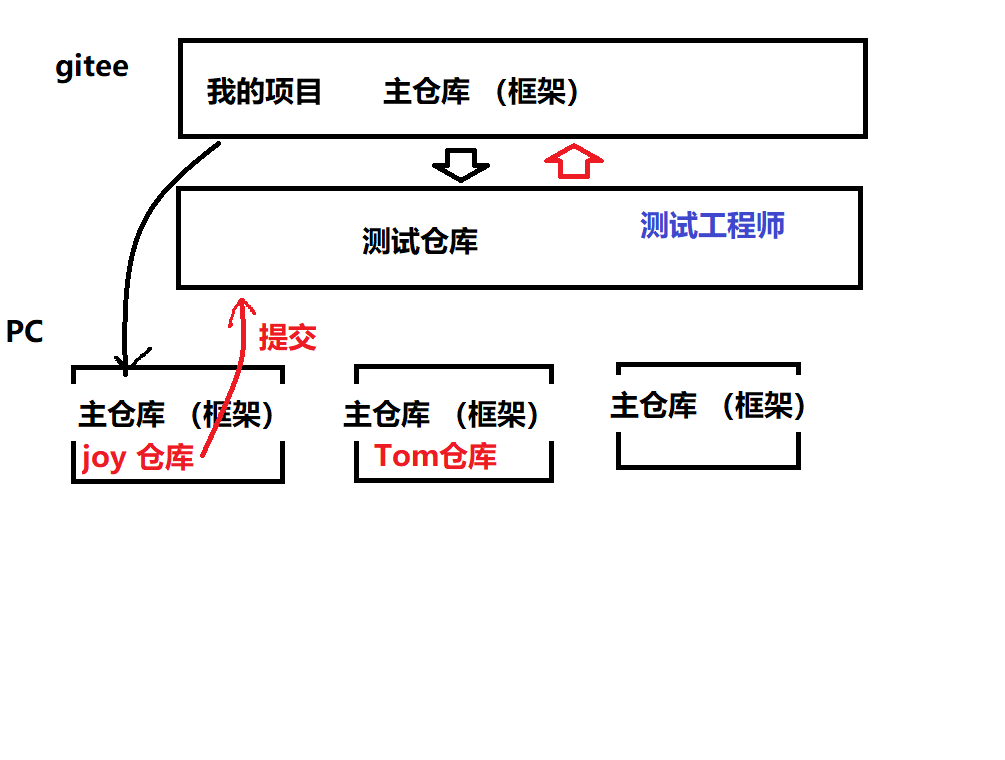 gitee
我的项目 主仓库 （框架）
测试仓库
测试工程师
PC
提交
主仓库 （框架）
joy 仓库
主仓库 （框架）
Tom仓库
主仓库 （框架）